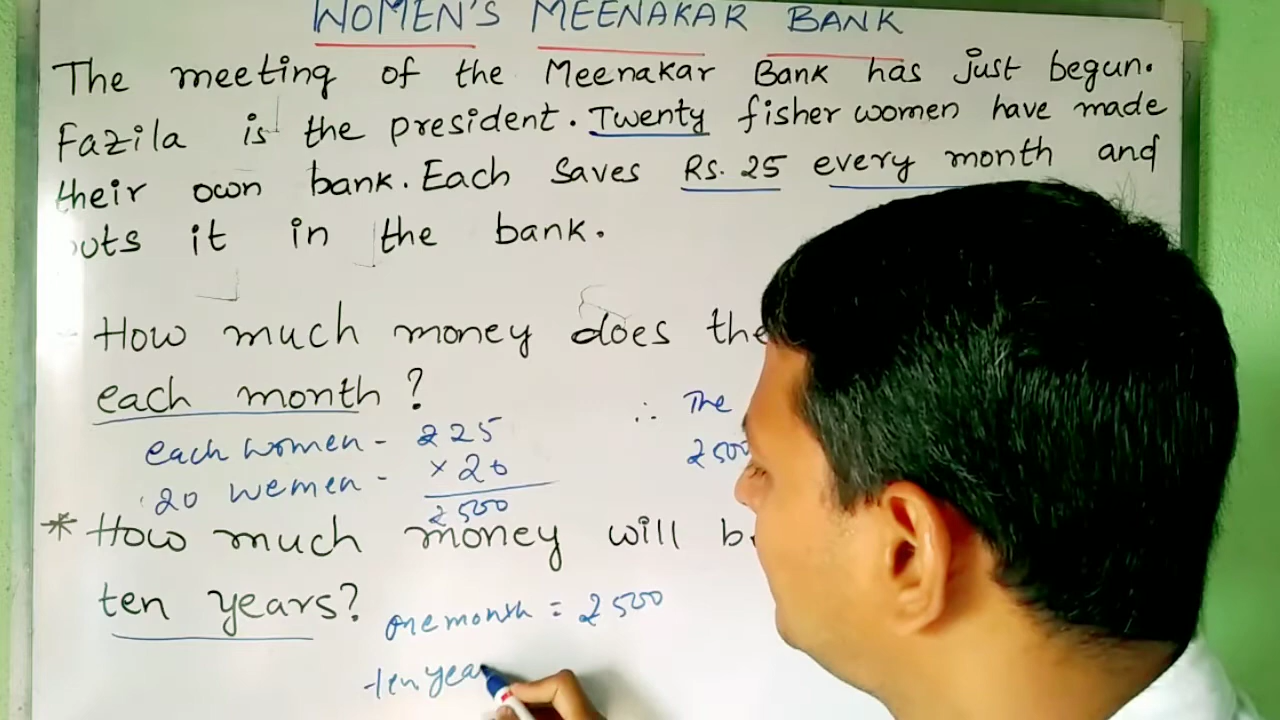 WOMEN'S MEENAKAR BANK
The meeting of the Meenakar Bank has just begun.
Fazila is the president. Twenty fisher women have made
their own bank. Each saves Rs. 25 every month and
puts it in the bank.
How much money does the
each month?
∴ The
each women - ₹25
₹500
20 women - ×20
₹500
* How much money will b
ten years?
one month = ₹500
ten year